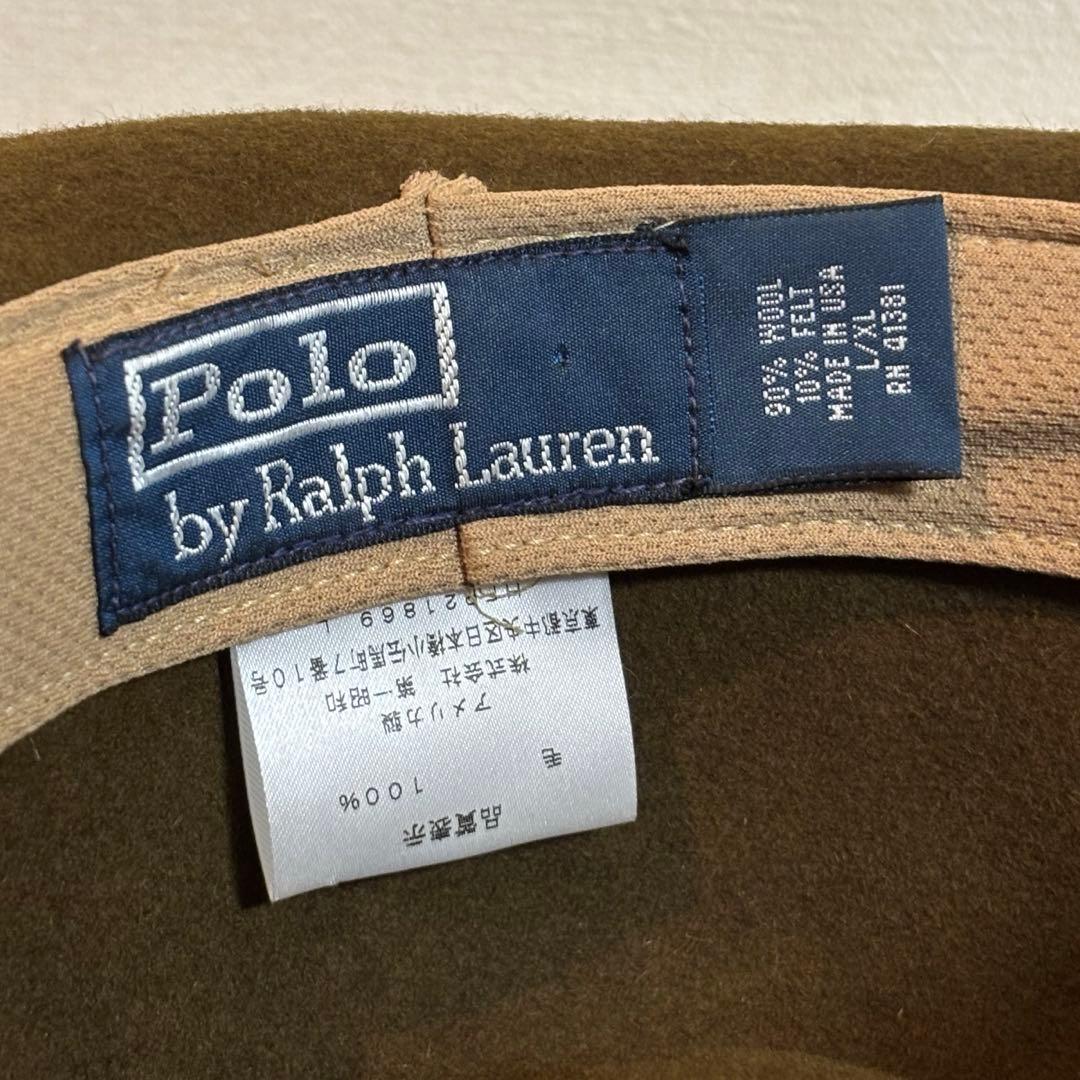 Polo
by Ralph Lauren
90% WOOL
10% FELT
MADE IN USA
L/XL
RN 41381
品質表示
毛 100%
アメリカ製
株式会社 第一昭和
東京都中央区日本橋小伝馬町7番10号
21869 L